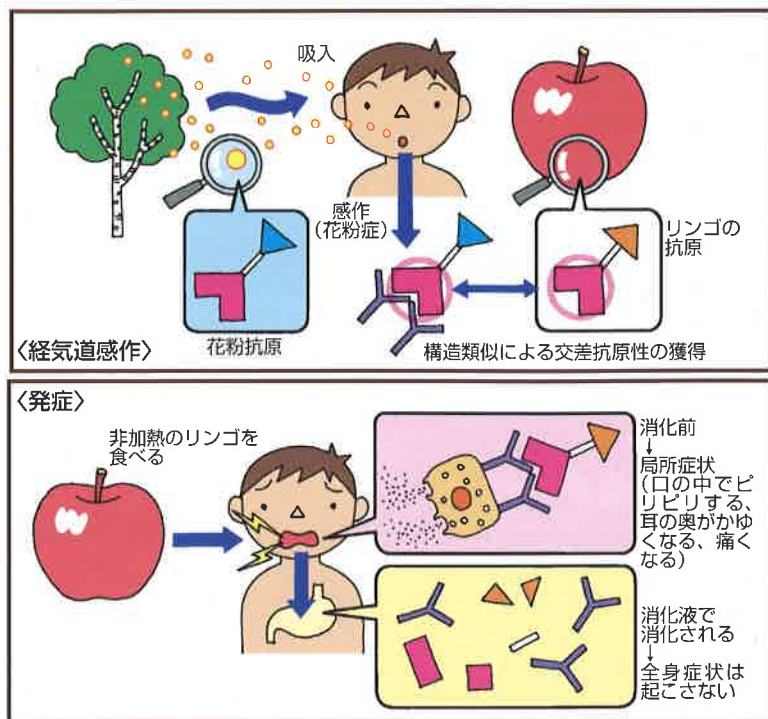 吸入
感作
(花粉症)
リンゴの
抗原
花粉抗原
構造類似による交差抗原性の獲得
〈経気道感作〉
〈発症〉
非加熱のリンゴを
食べる
消化前
↓
局所症状
(口の中でピ
リピリする、
耳の奥がかゆ
くなる、痛く
なる)
消化液で
消化される
↓
全身症状は
起こさない